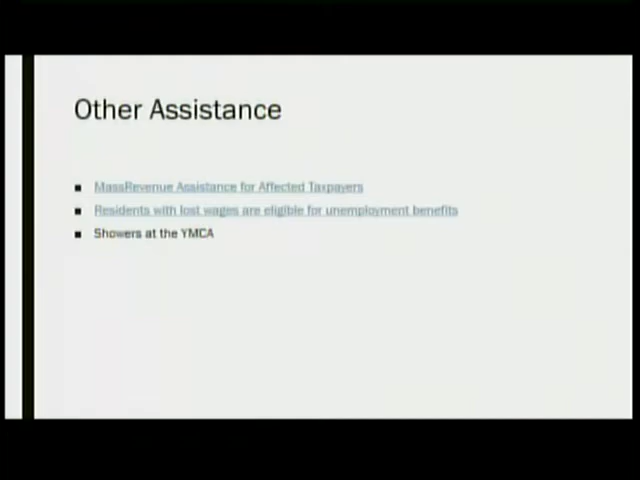 Other Assistance
MassRevenue Assistance for Affected Taxpayers
Residents with lost wages are eligible for unemployment benefits
Showers at the YMCA